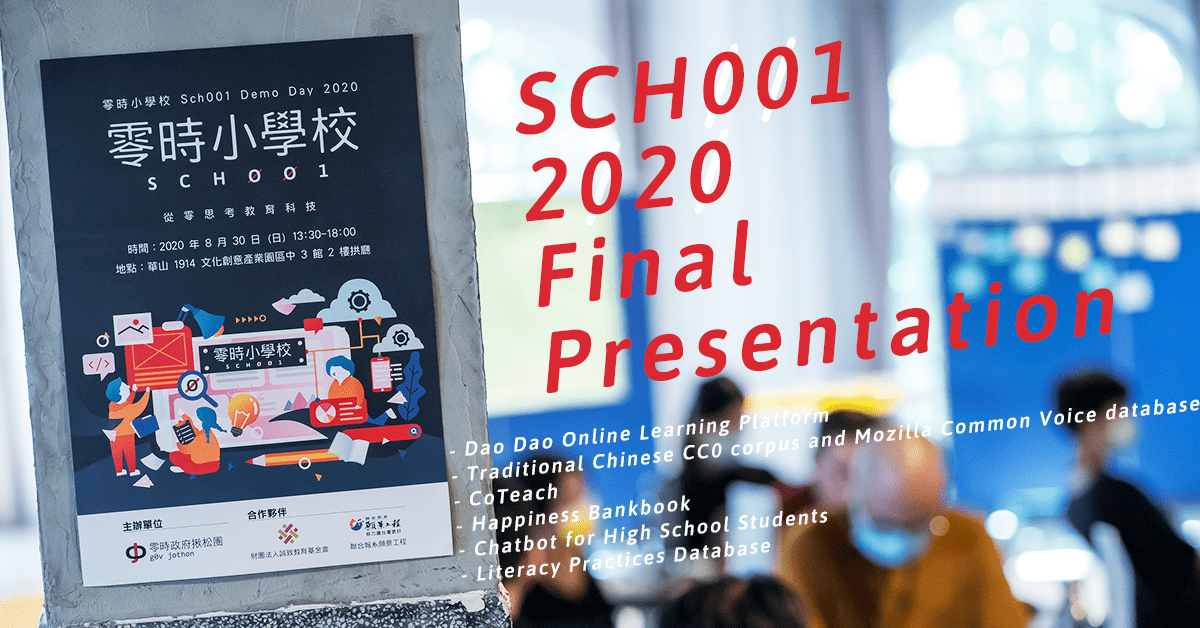 零時小學校 Sch001 Demo Day 2020
零時小學校
SCH001
從零思考教育科技
時間：2020 年 8 月 30 日 (日) 13:30-18:00
地點：華山 1914 文化創意產業園區中 3 館 2 樓拱廳
零時小學校
SCH001
主辦單位
合作夥伴
零時政府揪松團
g0v jothon
財團法人誠致教育基金會
願景工程
聯合報系願景工程
SCH001
2020
Final
Presentation
- Dao Dao Online Learning Platform
- Traditional Chinese CC0 corpus and Mozilla Common Voice database
- CoTeach
- Happiness Bankbook
- Chatbot for High School Students
- Literacy Practices Database